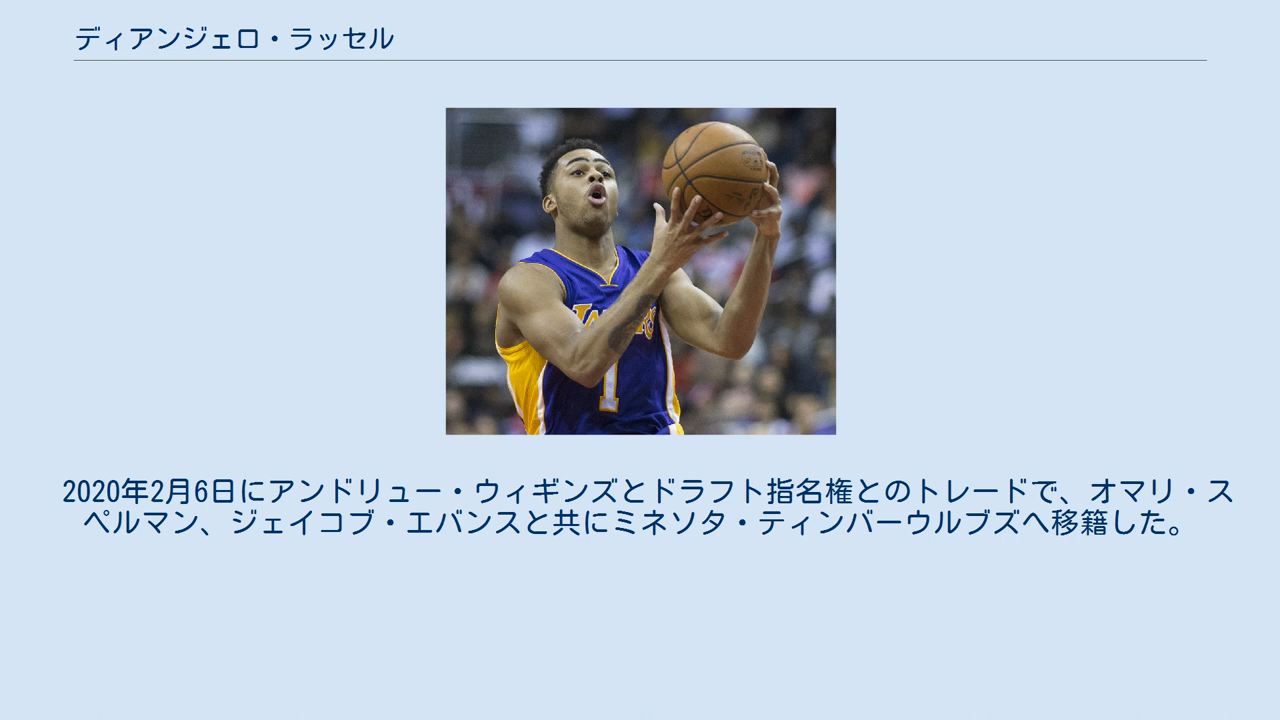 ディアンジェロ・ラッセル
1
2020年2月6日にアンドリュー・ウィギンズとドラフト指名権とのトレードで、オマリ・ス
ペルマン、ジェイコブ・エバンスと共にミネソタ・ティンバーウルブズへ移籍した。